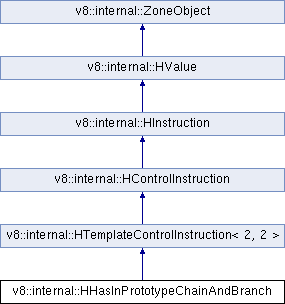 v8::internal::ZoneObject
v8::internal::HValue
v8::internal::HInstruction
v8::internal::HControlInstruction
v8::internal::HTemplateControlInstruction< 2, 2 >
v8::internal::HHasInPrototypeChainAndBranch